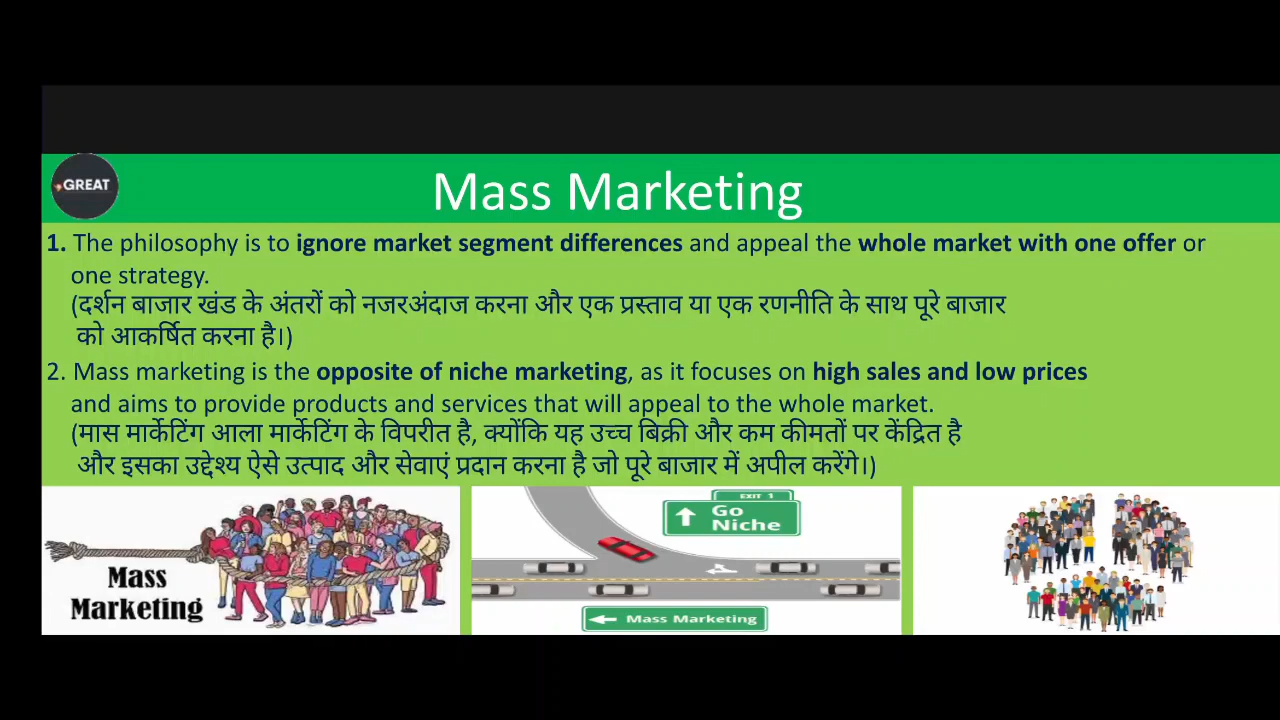 GREAT
Mass Marketing
1. The philosophy is to ignore market segment differences and appeal the whole market with one offer or
one strategy.
(दर्शन बाजार खंड के अंतरों को नजरअंदाज करना और एक प्रस्ताव या एक रणनीति के साथ पूरे बाजार
को आकर्षित करना है।)
2. Mass marketing is the opposite of niche marketing, as it focuses on high sales and low prices
and aims to provide products and services that will appeal to the whole market.
(मास मार्केटिंग आला मार्केटिंग के विपरीत है, क्योंकि यह उच्च बिक्री और कम कीमतों पर केंद्रित है
और इसका उद्देश्य ऐसे उत्पाद और सेवाएं प्रदान करना है जो पूरे बाजार में अपील करेंगे।)
Mass
Marketing
EXIT 1
Go
Niche
Mass Marketing